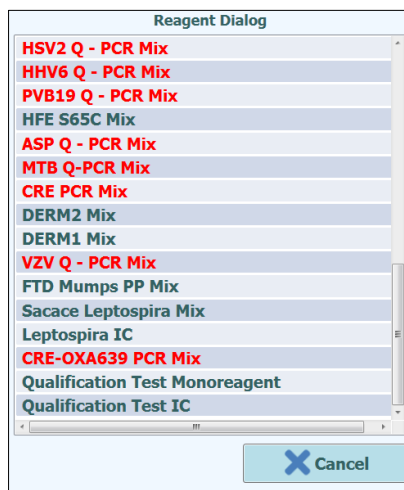 Reagent Dialog
HSV2 Q - PCR Mix
HHV6 Q - PCR Mix
PVB19 Q - PCR Mix
HFE S65C Mix
ASP Q - PCR Mix
MTB Q-PCR Mix
CRE PCR Mix
DERM2 Mix
DERM1 Mix
VZV Q - PCR Mix
FTD Mumps PP Mix
Sacace Leptospira Mix
Leptospira IC
CRE-OXA639 PCR Mix
Qualification Test Monoreagent
Qualification Test IC
Cancel